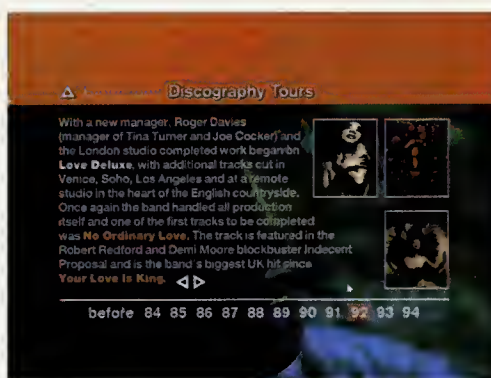 Discography Tours
With a new manager, Roger Davies
(manager of Tina Turner and Joe Cocker) and
the London studio completed work began on
Love Deluxe, with additional tracks cut in
Venice, Soho, Los Angeles and at a remote
studio in the heart of the English countryside.
Once again the band handled all production
itself and one of the first tracks to be completed
was No Ordinary Love. The track is featured in the
Robert Redford and Demi Moore blockbuster Indecent
Proposal and is the band's biggest UK hit since
Your Love Is King.
before 84 85 86 87 88 89 90 91 92 93 94